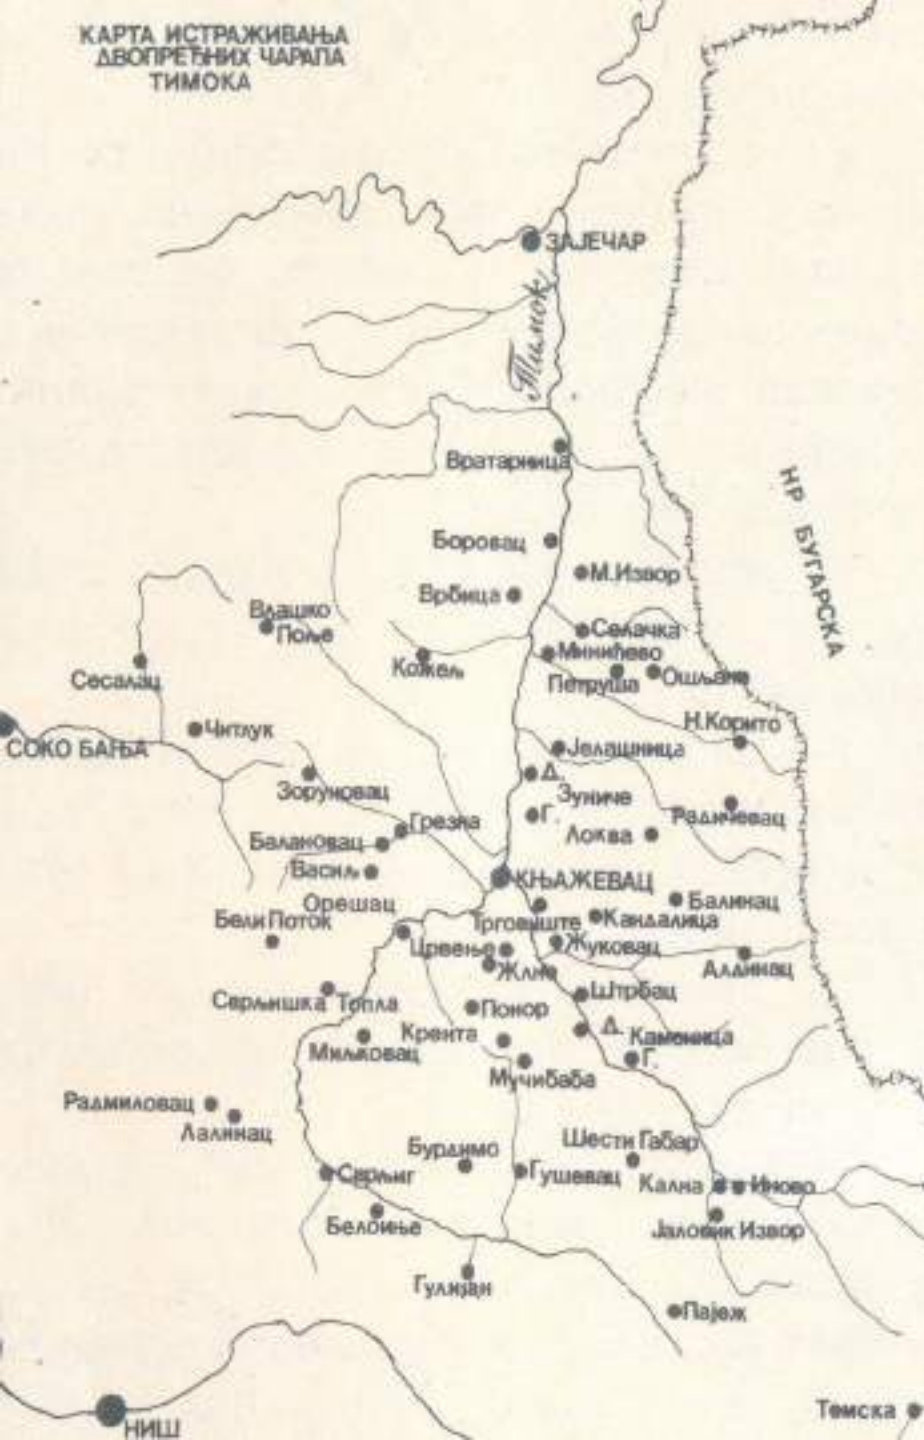 КАРТА ИСТРАЖИВАЊА
ДВОПРЕЂНИХ ЧАРАПА
ТИМОКА
ЗАЈЕЧАР
Тимок
Вратарница
НР БУГАРСКА
Боровац
М.Извор
Врбица
Влашко
Поље
Селачка
Минићево
Кожељ
Петруша
Ошљане
Сесалац
Н.Корито
Читлук
СОКО БАЊА
Јелашница
Д.
Зуниче
Г.
Зоруновац
Радичевац
Грезна
Локва
Балановац
Васиљ
КЊАЖЕВАЦ
Орешац
Балинац
Бели Поток
Трговиште
Кандалица
Црвење
Жуковац
Жлне
Алдинац
Сврљишка Топла
Штрбац
Понор
Крента
Д.
Каменица
Г.
Миљковац
Мучибаба
Радмиловац
Лалинац
Шести Габар
Бурдимо
Сврљиг
Гушевац
Кална
Иново
Белоиње
Јаловик Извор
Гулијан
Пајеж
Темска
НИШ